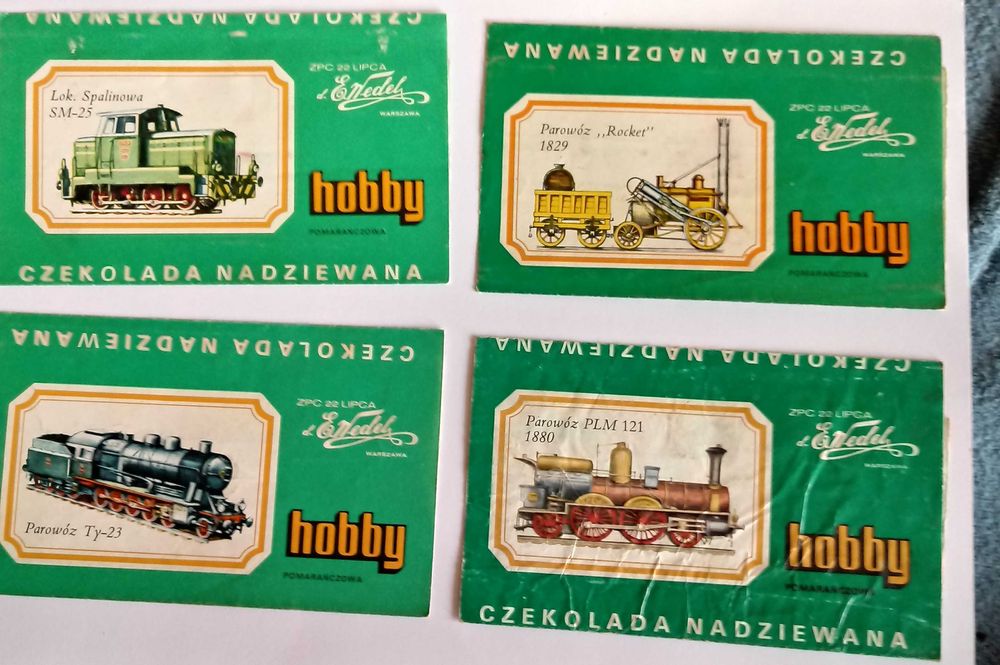 CZEKOLADA NADZIEWANA
Lok. Spalinowa
SM-25
ZPC 22 LIPCA
d. E. Wedel
WARSZAWA
hobby
POMARAŃCZOWA
CZEKOLADA NADZIEWANA
CZEKOLADA NADZIEWANA
Parowóz „Rocket”
1829
ZPC 22 LIPCA
d. E. Wedel
WARSZAWA
hobby
POMARAŃCZOWA
CZEKOLADA NADZIEWANA
Parowóz Ty-23
ZPC 22 LIPCA
d. E. Wedel
WARSZAWA
hobby
POMARAŃCZOWA
CZEKOLADA NADZIEWANA
Parowóz PLM 121
1880
ZPC 22 LIPCA
d. E. Wedel
WARSZAWA
hobby
POMARAŃCZOWA
CZEKOLADA NADZIEWANA